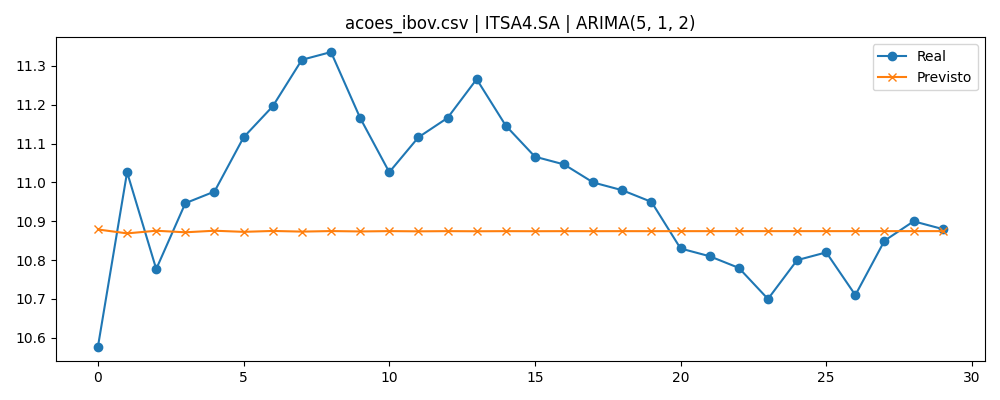 acoes_ibov.csv | ITSA4.SA | ARIMA(5, 1, 2)
Real
Previsto
11.3
11.2
11.1
11.0
10.9
10.8
10.7
10.6
0 5 10 15 20 25 30